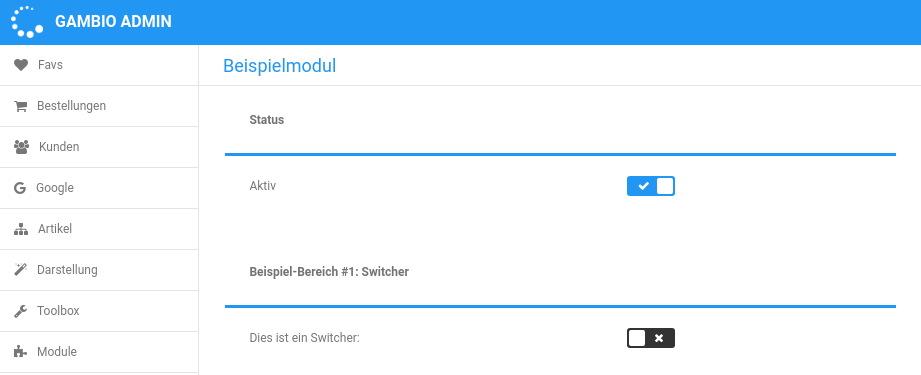 GAMBIO ADMIN
Favs
Bestellungen
Kunden
Google
Artikel
Darstellung
Toolbox
Module
Beispielmodul
Status
Aktiv
Beispiel-Bereich #1: Switcher
Dies ist ein Switcher: